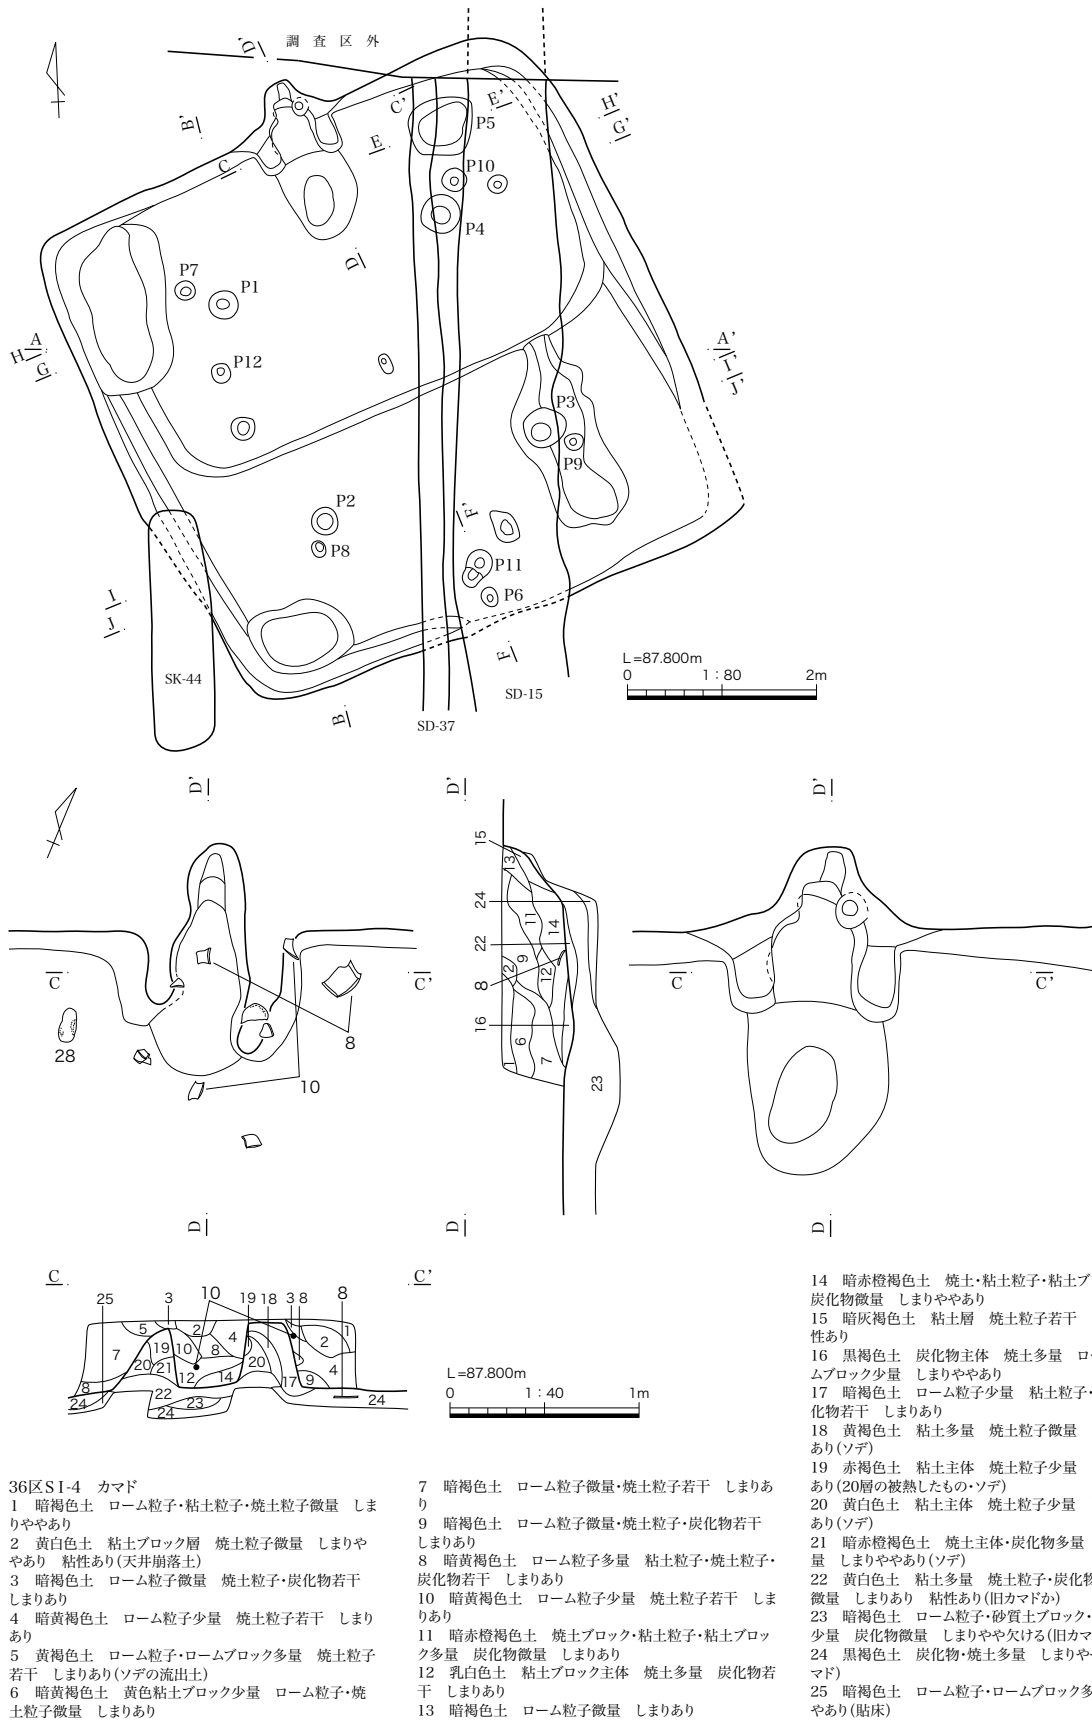 調査区外
D'
B'
C
C'
E
E'
H'
G'
P5
P10
P4
D
P7
P1
P12
A
H
G
A'
I'
J'
P3
P9
P2
P8
F'
P11
P6
I
J
F
B
SK-44
SD-37
SD-15
L=87.800m
0 1:80 2m
D'
D'
D'
C
C'
28
8
10
15
13
24
11
14
22
9
2
12
8
16
6
1
7
23
C
C'
D
D
D
C
C'
25
3
10
19
18
3
8
8
5
2
4
1
2
7
19
10
8
20
21
20
4
12
14
17
9
8
22
24
23
24
24
L=87.800m
0 1:40 1m
36区SI-4 カマド
1 暗褐色土 ローム粒子・粘土粒子・焼土粒子微量 しま
りややあり
2 黄白色土 粘土ブロック層 焼土粒子微量 しまりや
やあり 粘性あり(天井崩落土)
3 暗褐色土 ローム粒子微量 焼土粒子・炭化物若干
しまりあり
4 暗黄褐色土 ローム粒子少量 焼土粒子若干 しまり
あり
5 黄褐色土 ローム粒子・ロームブロック多量 焼土粒子
若干 しまりあり(ソデの流出土)
6 暗黄褐色土 黄色粘土ブロック少量 ローム粒子・焼
土粒子微量 しまりあり
7 暗褐色土 ローム粒子微量・焼土粒子若干 しまりあ
り
9 暗褐色土 ローム粒子微量・焼土粒子・炭化物若干
しまりあり
8 暗黄褐色土 ローム粒子多量 粘土粒子・焼土粒子・
炭化物若干 しまりあり
10 暗黄褐色土 ローム粒子少量 焼土粒子若干 しま
りあり
11 暗赤橙褐色土 焼土ブロック・粘土粒子・粘土ブロッ
ク多量 炭化物微量 しまりあり
12 乳白色土 粘土ブロック主体 焼土多量 炭化物若
干 しまりあり
13 暗褐色土 ローム粒子微量 しまりあり
14 暗赤橙褐色土 焼土・粘土粒子・粘土ブ
炭化物微量 しまりややあり
15 暗灰褐色土 粘土層 焼土粒子若干
性あり
16 黒褐色土 炭化物主体 焼土多量 ロー
ムブロック少量 しまりややあり
17 暗褐色土 ローム粒子少量 粘土粒子・
化物若干 しまりあり
18 黄褐色土 粘土多量 焼土粒子微量
あり(ソデ)
19 赤褐色土 粘土主体 焼土粒子少量
あり(20層の被熱したもの・ソデ)
20 黄白色土 粘土主体 焼土粒子少量
あり(ソデ)
21 暗赤橙褐色土 焼土主体・炭化物多量
量 しまりややあり(ソデ)
22 黄白色土 粘土多量 焼土粒子・炭化物
微量 しまりあり 粘性あり(旧カマドか)
23 暗褐色土 ローム粒子・砂質土ブロック・
少量 炭化物微量 しまりやや欠ける(旧カマ
24 黒褐色土 炭化物・焼土多量 しまりや
マド)
25 暗褐色土 ローム粒子・ロームブロック多
やあり(貼床)